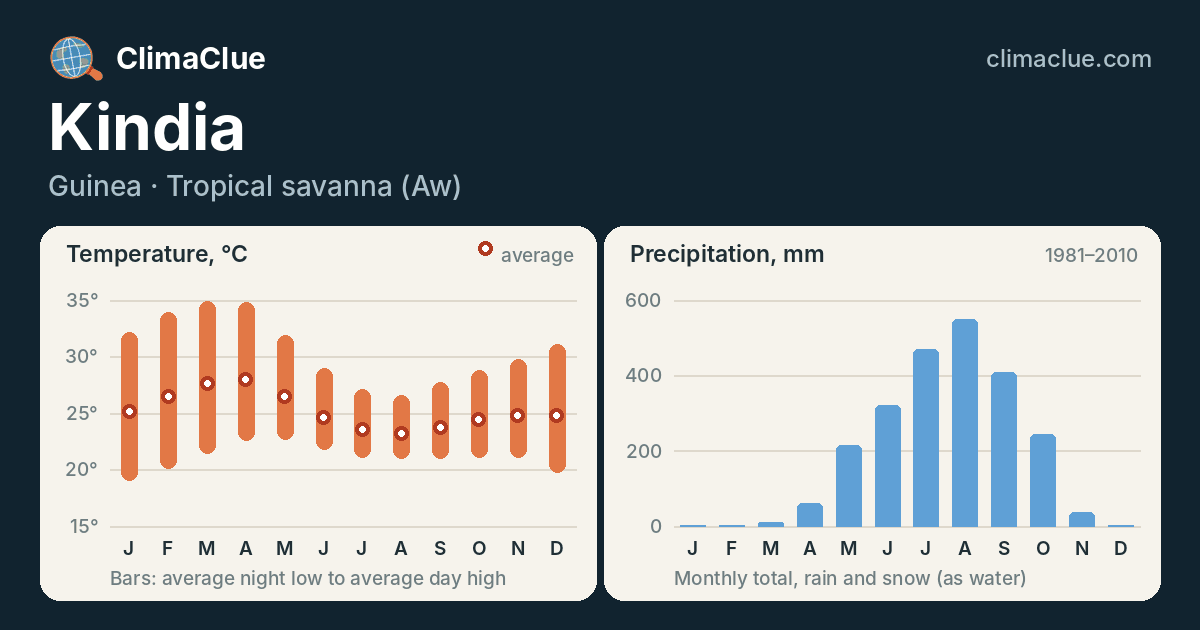 ClimaClue
climaclue.com
Kindia
Guinea · Tropical savanna (Aw)
Temperature, °C
average
35°
30°
25°
20°
15°
J F M A M J J A S O N D
Bars: average night low to average day high
Precipitation, mm
1981–2010
600
400
200
0
J F M A M J J A S O N D
Monthly total, rain and snow (as water)